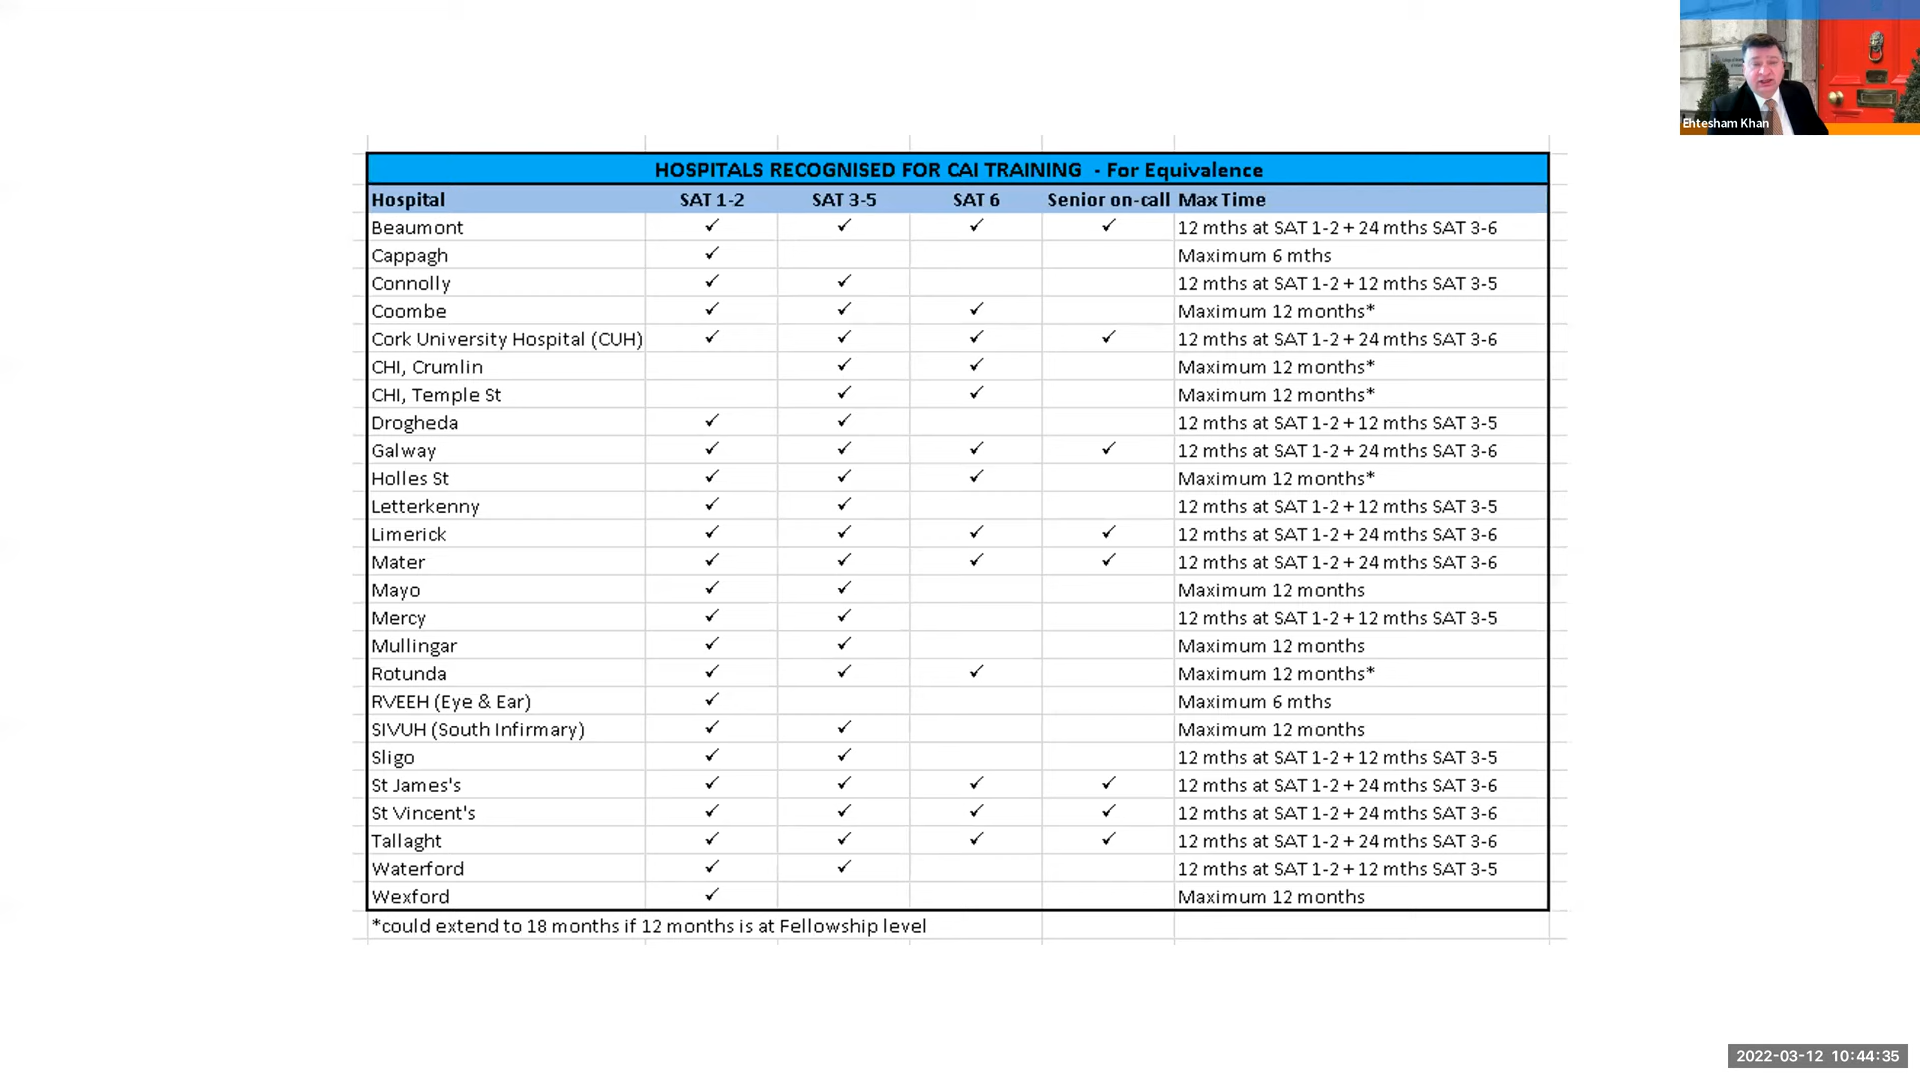 Ehtesham Khan
HOSPITALS RECOGNISED FOR CAI TRAINING - For Equivalence
Hospital SAT 1-2 SAT 3-5 SAT 6 Senior on-call Max Time
Beaumont ✓ ✓ ✓ ✓ 12 mths at SAT 1-2 + 24 mths SAT 3-6
Cappagh ✓ Maximum 6 mths
Connolly ✓ ✓ 12 mths at SAT 1-2 + 12 mths SAT 3-5
Coombe ✓ ✓ ✓ Maximum 12 months*
Cork University Hospital (CUH) ✓ ✓ ✓ ✓ 12 mths at SAT 1-2 + 24 mths SAT 3-6
CHI, Crumlin ✓ ✓ Maximum 12 months*
CHI, Temple St ✓ ✓ Maximum 12 months*
Drogheda ✓ ✓ 12 mths at SAT 1-2 + 12 mths SAT 3-5
Galway ✓ ✓ ✓ ✓ 12 mths at SAT 1-2 + 24 mths SAT 3-6
Holles St ✓ ✓ ✓ Maximum 12 months*
Letterkenny ✓ ✓ 12 mths at SAT 1-2 + 12 mths SAT 3-5
Limerick ✓ ✓ ✓ ✓ 12 mths at SAT 1-2 + 24 mths SAT 3-6
Mater ✓ ✓ ✓ ✓ 12 mths at SAT 1-2 + 24 mths SAT 3-6
Mayo ✓ ✓ Maximum 12 months
Mercy ✓ ✓ 12 mths at SAT 1-2 + 12 mths SAT 3-5
Mullingar ✓ ✓ Maximum 12 months
Rotunda ✓ ✓ ✓ Maximum 12 months*
RVEEH (Eye & Ear) ✓ Maximum 6 mths
SIVUH (South Infirmary) ✓ ✓ Maximum 12 months
Sligo ✓ ✓ 12 mths at SAT 1-2 + 12 mths SAT 3-5
St James's ✓ ✓ ✓ ✓ 12 mths at SAT 1-2 + 24 mths SAT 3-6
St Vincent's ✓ ✓ ✓ ✓ 12 mths at SAT 1-2 + 24 mths SAT 3-6
Tallaght ✓ ✓ ✓ ✓ 12 mths at SAT 1-2 + 24 mths SAT 3-6
Waterford ✓ ✓ 12 mths at SAT 1-2 + 12 mths SAT 3-5
Wexford ✓ Maximum 12 months
*could extend to 18 months if 12 months is at Fellowship level
2022-03-12 10:44:35